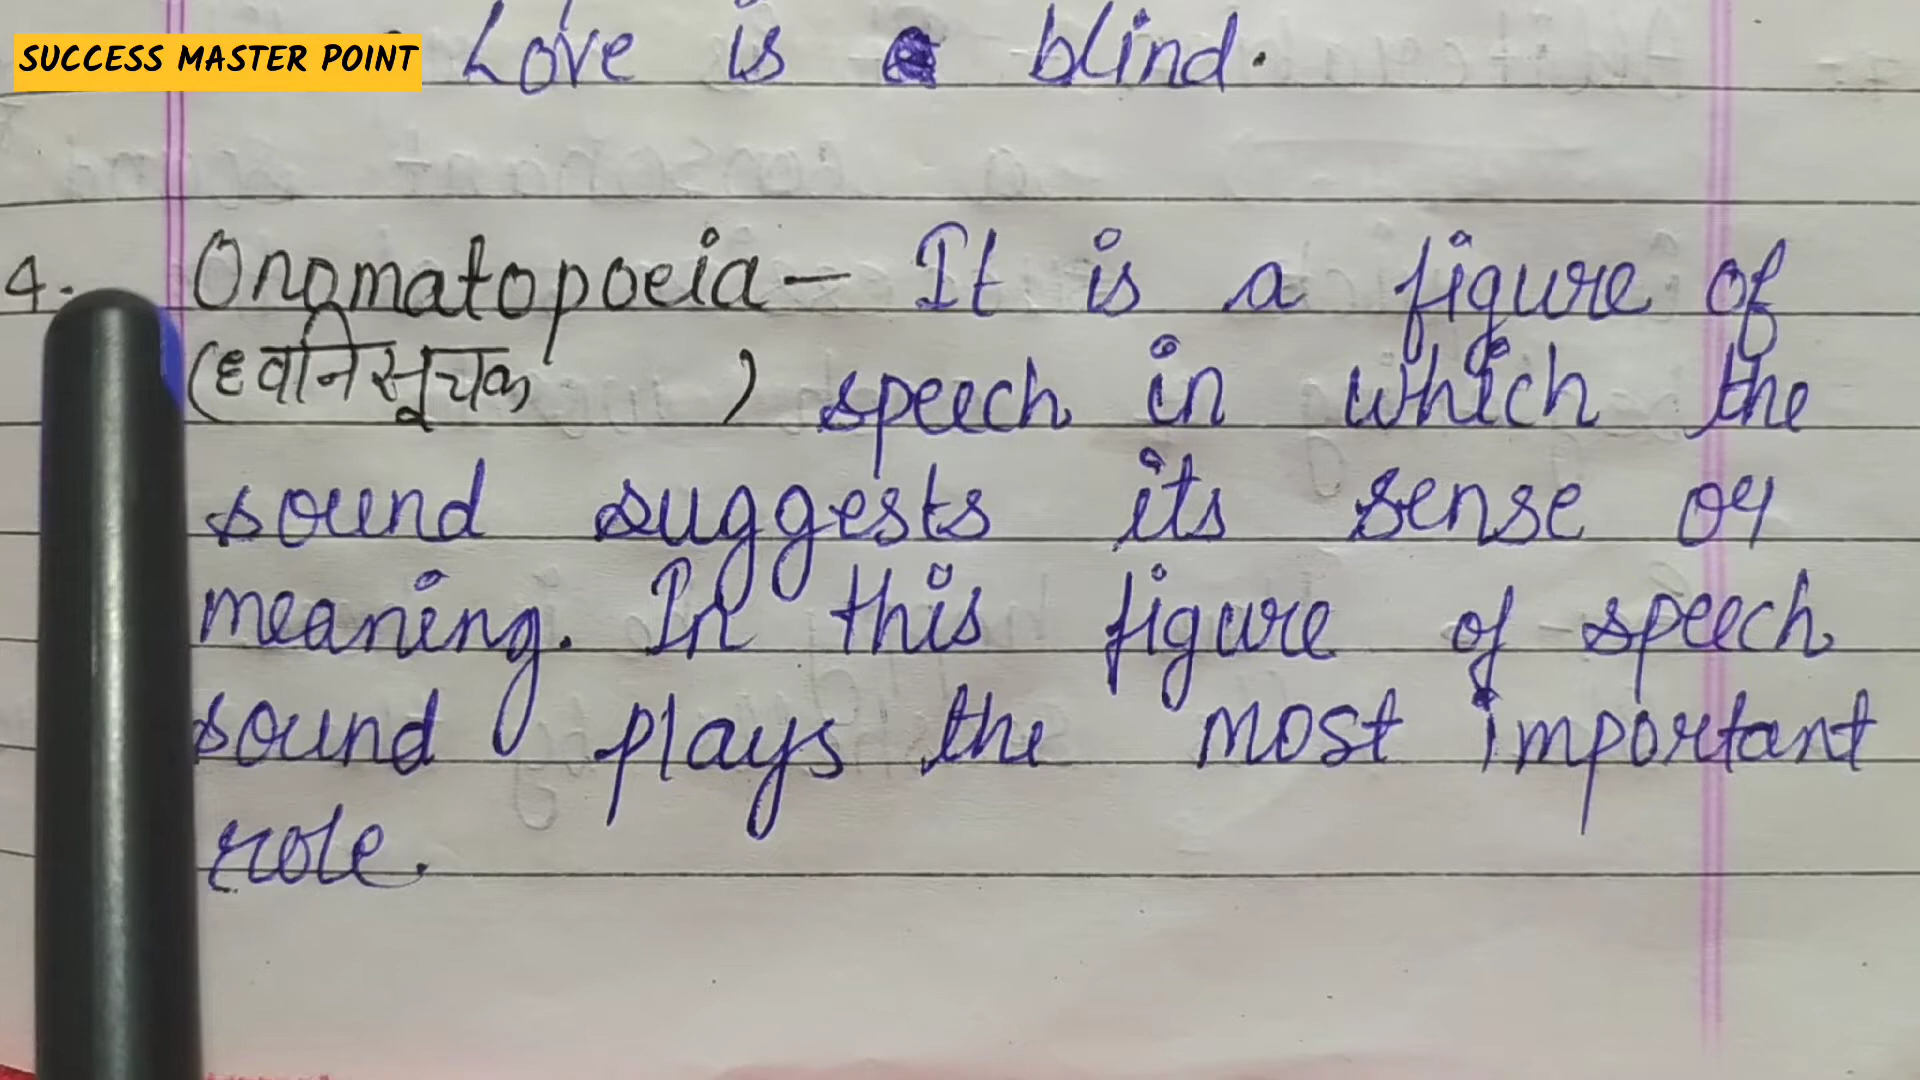 SUCCESS MASTER POINT
Love is blind.
4. Onomatopoeia - It is a figure of
(ध्वनिसूचक ) speech in which the
sound suggests its sense or
meaning. In this figure of speech
sound plays the most important
role.